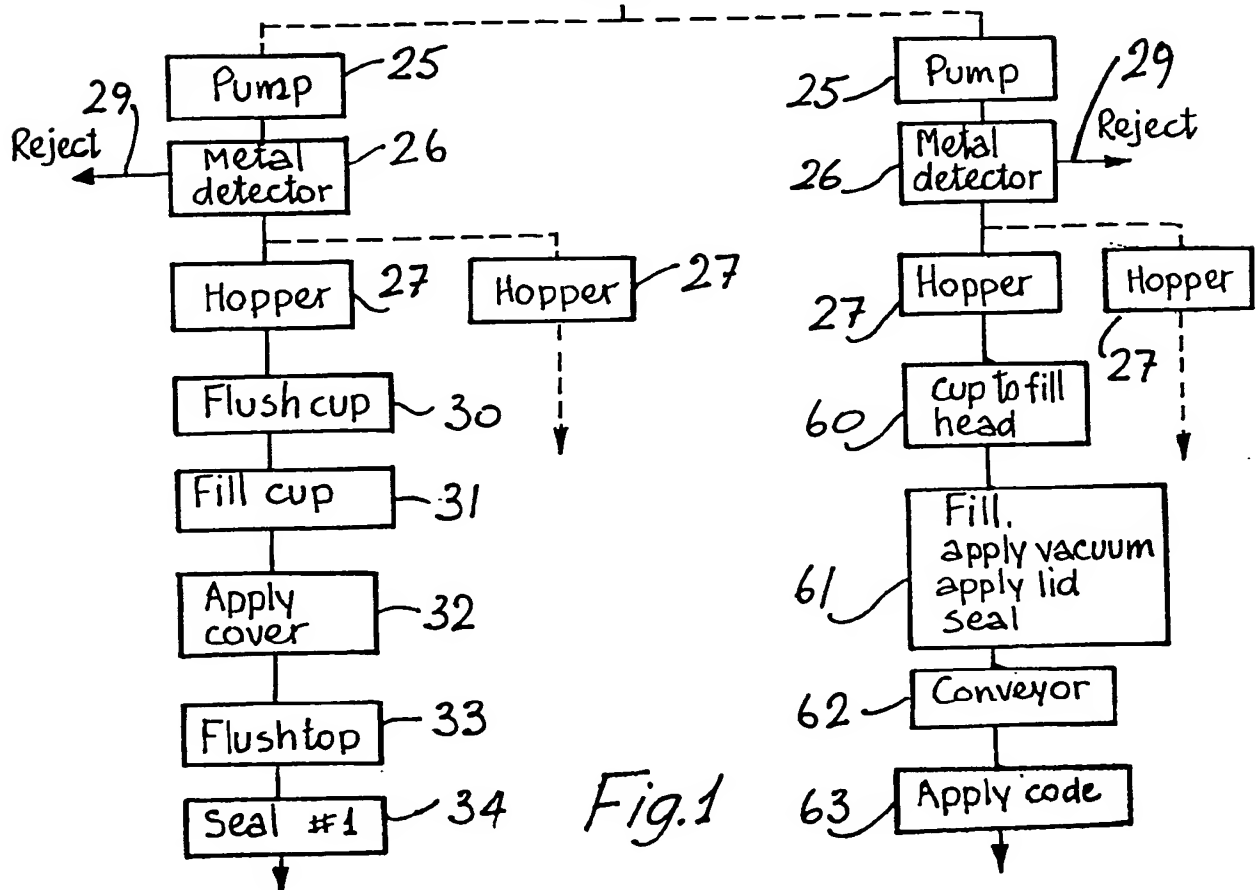 Pump
25
29
Reject
Metal
detector
26
Hopper
27
Hopper
27
Flush cup
30
Fill cup
31
Apply
cover
32
Flush top
33
Seal #1
34
Pump
25
29
Reject
Metal
detector
26
Hopper
27
Hopper
27
cup to fill
head
60
Fill.
apply vacuum
apply lid
seal
61
Conveyor
62
Apply code
63
Fig.1